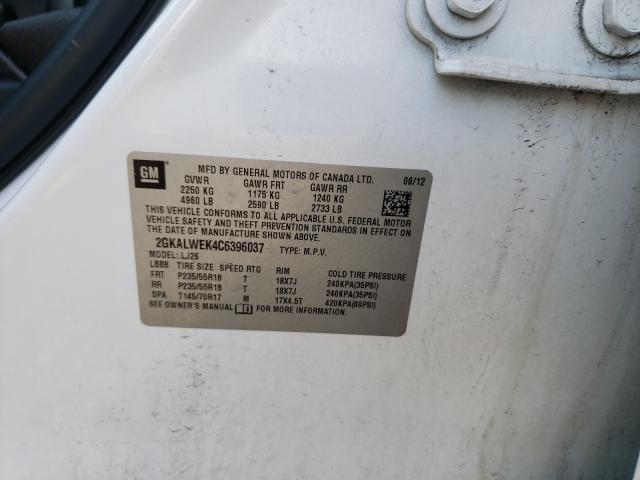 GM
MFD BY GENERAL MOTORS OF CANADA LTD. 06/12
GVWR GAWR FRT GAWR RR
2250 KG 1175 KG 1240 KG
4960 LB 2590 LB 2733 LB
THIS VEHICLE CONFORMS TO ALL APPLICABLE U.S. FEDERAL MOTOR
VEHICLE SAFETY AND THEFT PREVENTION STANDARDS IN EFFECT
ON THE DATE OF MANUFACTURE SHOWN ABOVE.
2GKALWEK4C6396037 TYPE: M.P.V.
MODEL: LJ26
LBB8 TIRE SIZE SPEED RTG RIM COLD TIRE PRESSURE
FRT P235/55R18 T 18X7J 240KPA(35PSI)
RR P235/55R18 T 18X7J 240KPA(35PSI)
SPA T145/70R17 M 17X4.5T 420KPA(60PSI)
SEE OWNER'S MANUAL FOR MORE INFORMATION.